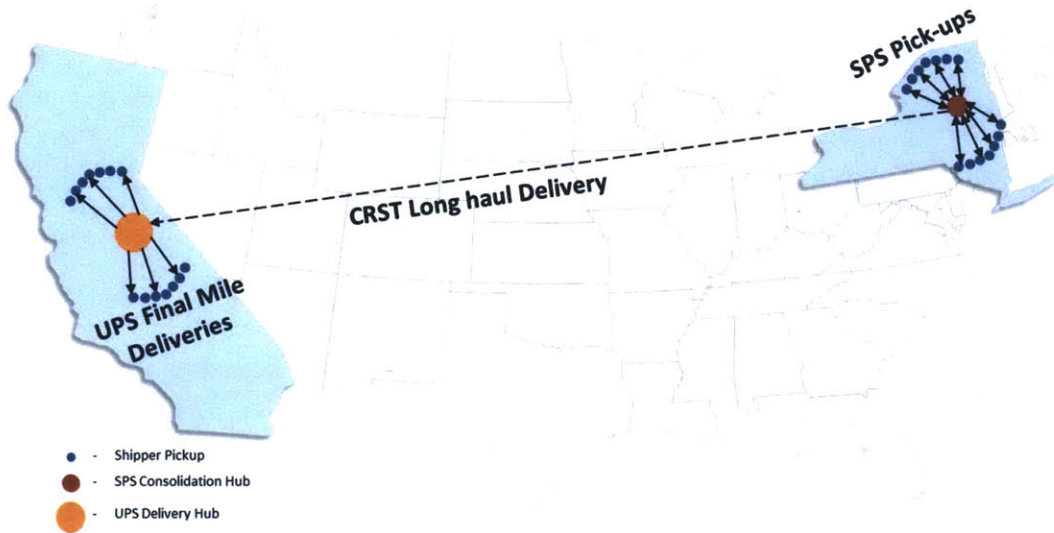 SPS Pick-ups
CRST Long haul Delivery
UPS Final Mile
Deliveries
- Shipper Pickup
- SPS Consolidation Hub
- UPS Delivery Hub